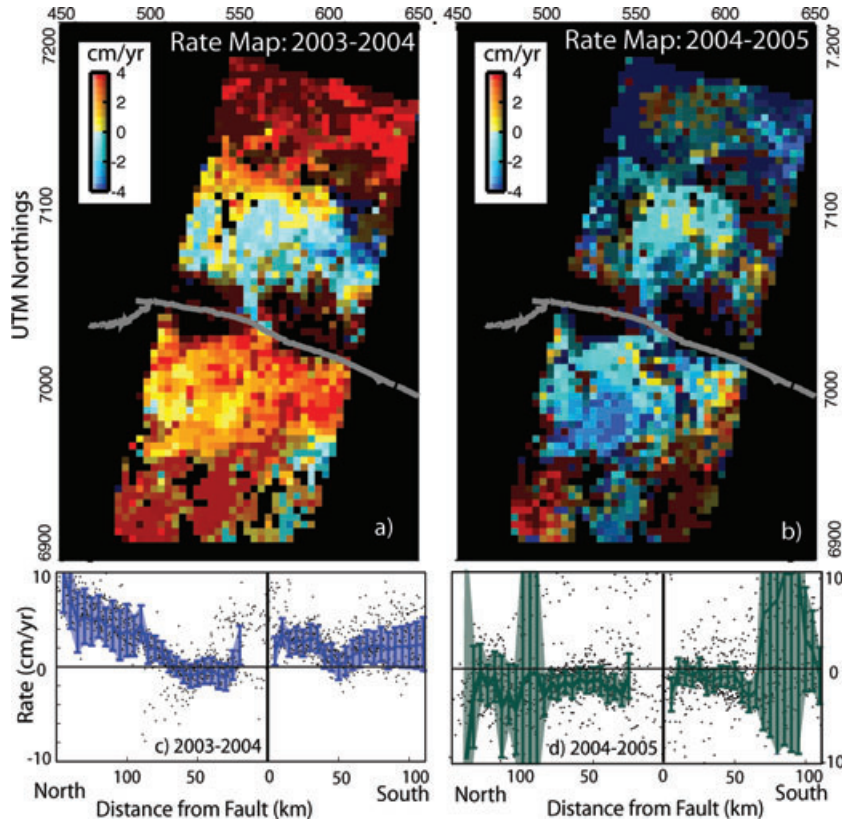 450 500 550 600 650 450 500 550 600 650
7200 Rate Map: 2003-2004 Rate Map: 2004-2005 7200
cm/yr cm/yr
4 4
2 2
0 0
-2 -2
-4 -4
UTM Northings
7100 7100
7000 7000
6900 6900
a) b)
10 10
Rate (cm/yr)
0 0
-10 -10
c) 2003-2004 d) 2004-2005
100 50 0 50 100 100 50 0 50 100
North South North South
Distance from Fault (km) Distance from Fault (km)